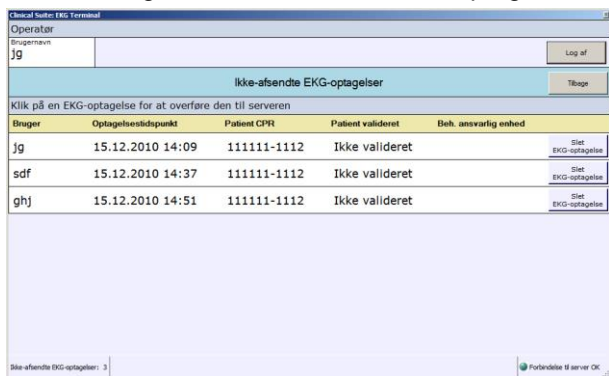 Clinical Suite: EKG Terminal
Operatør
Brugernavn
jg
Log af
Ikke-afsendte EKG-optagelser
Tilbage
Klik på en EKG-optagelse for at overføre den til serveren
Bruger Optagelsestidspunkt Patient CPR Patient valideret Beh. ansvarlig enhed
jg 15.12.2010 14:09 111111-1112 Ikke valideret Slet EKG-optagelse
sdf 15.12.2010 14:37 111111-1112 Ikke valideret Slet EKG-optagelse
ghj 15.12.2010 14:51 111111-1112 Ikke valideret Slet EKG-optagelse
Ikke-afsendte EKG-optagelser: 3
Forbindelse til server OK